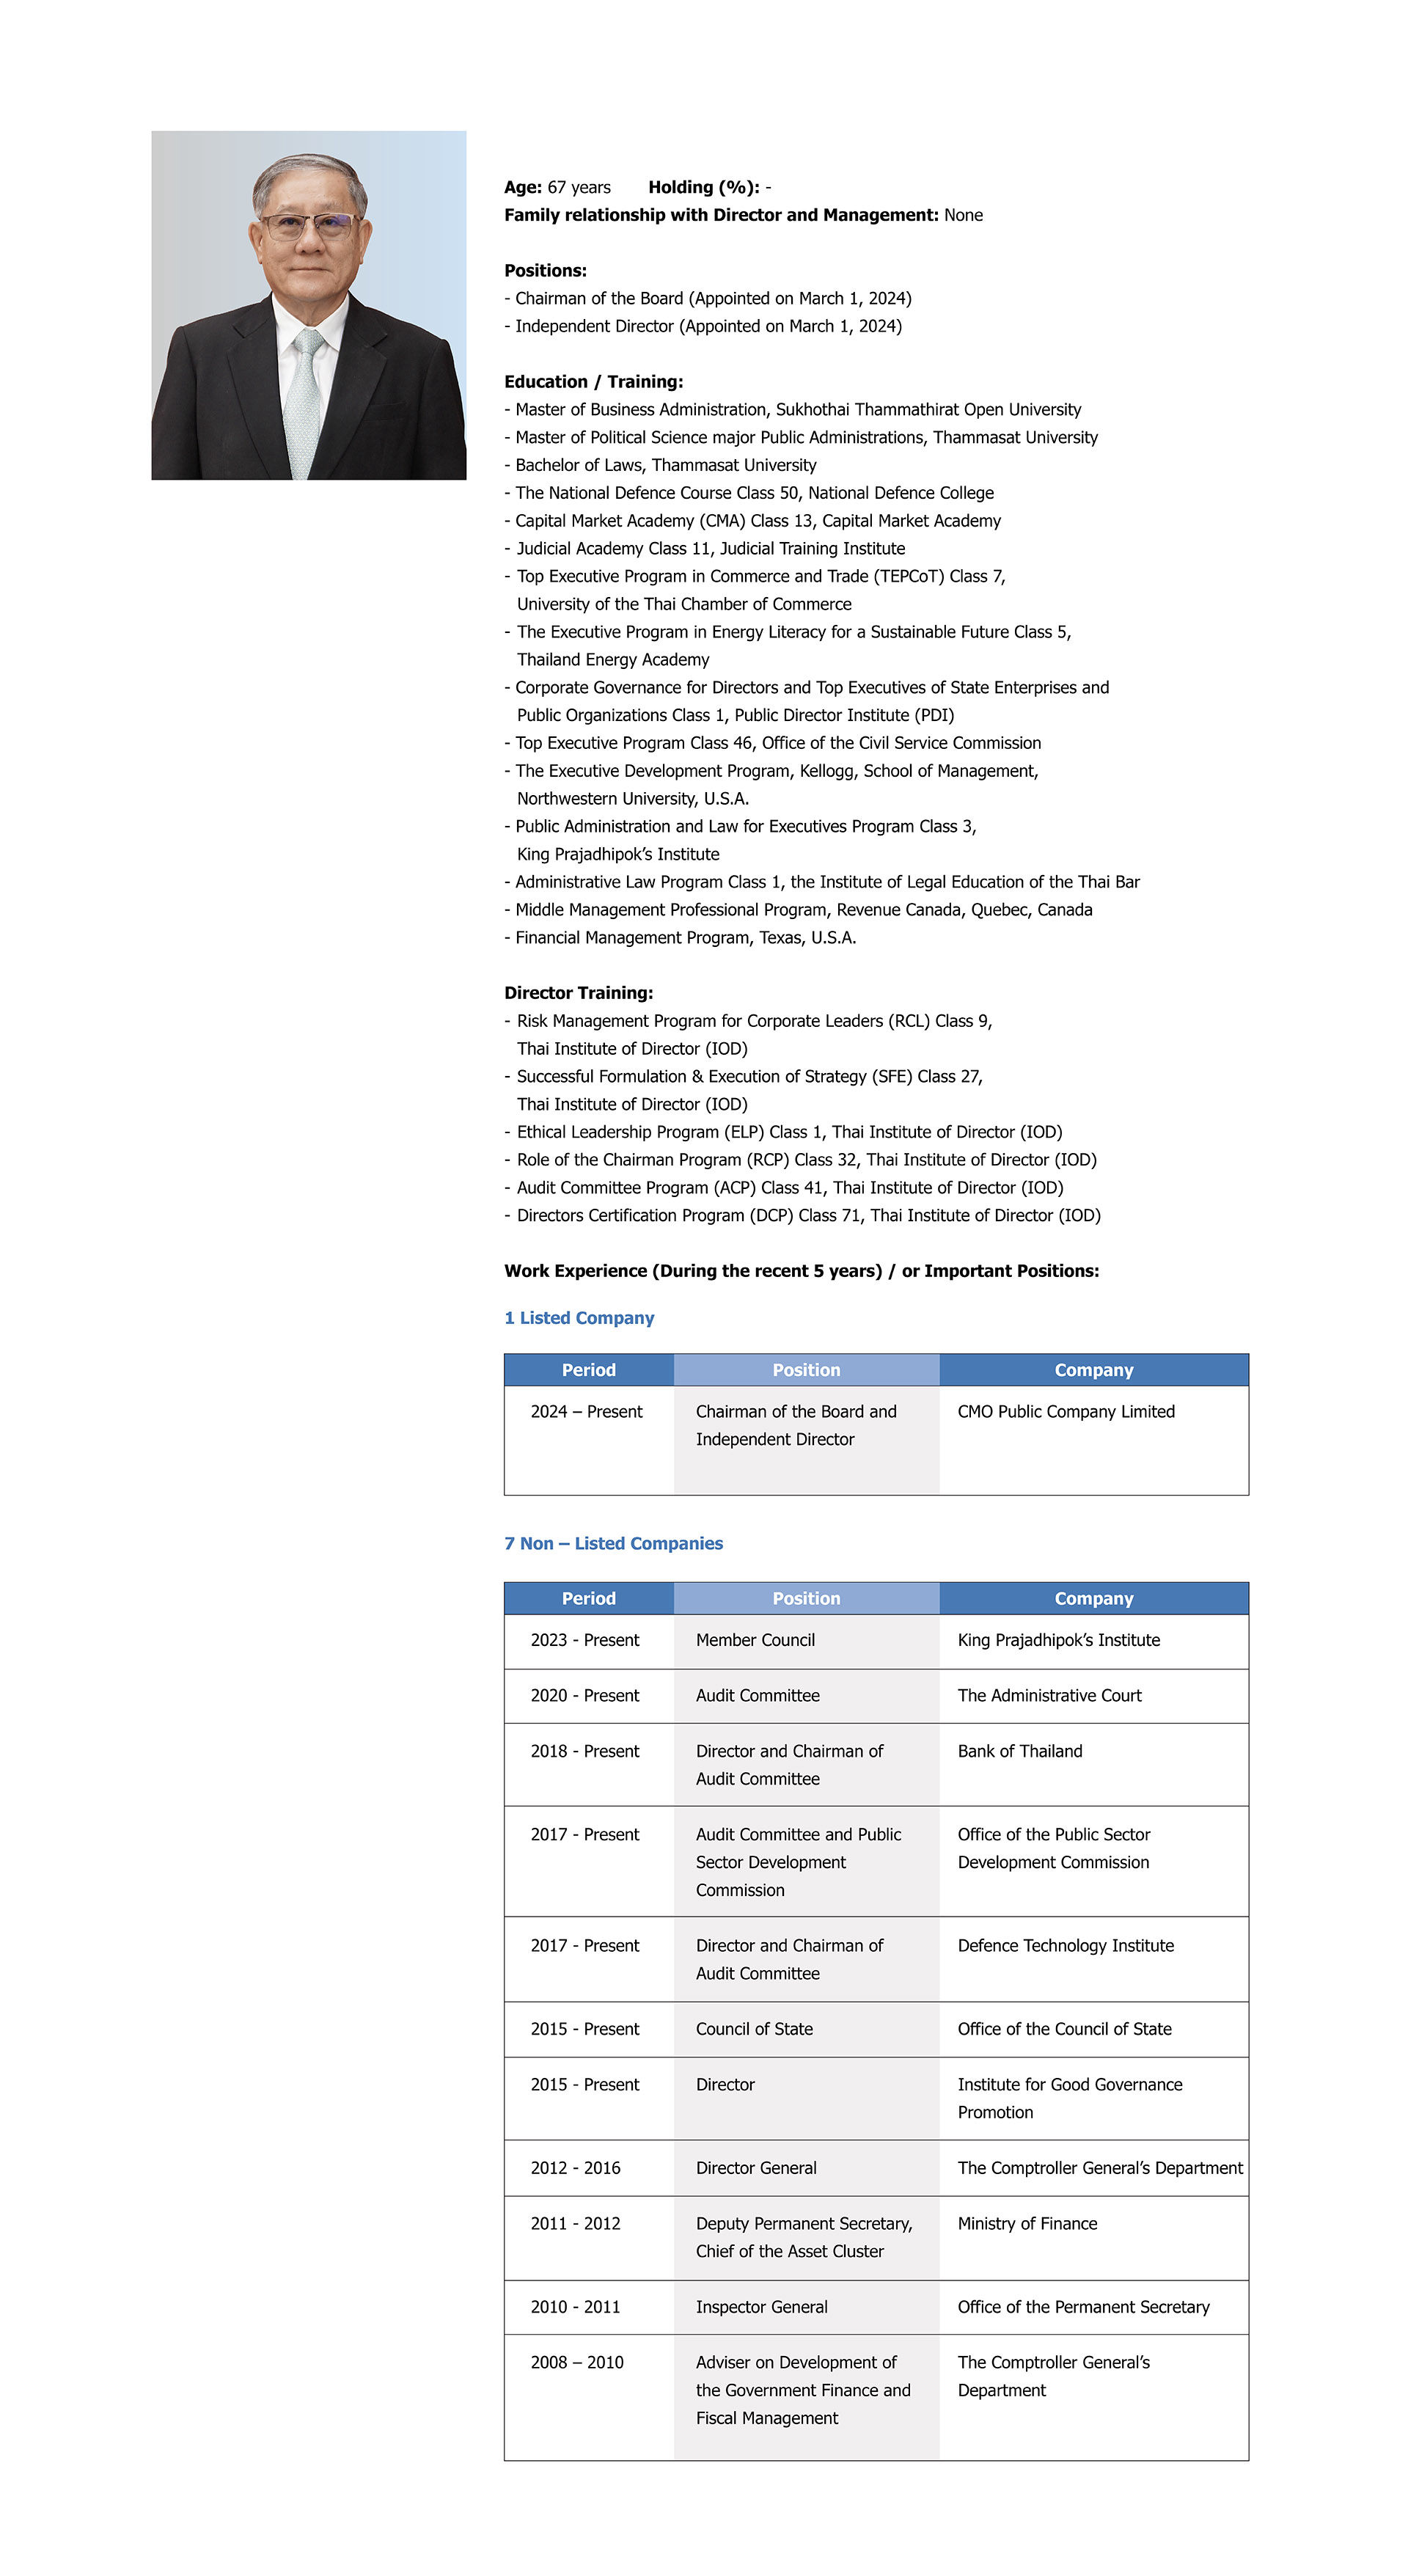 Age: 67 years Holding (%): -
Family relationship with Director and Management: None
Positions:
- Chairman of the Board (Appointed on March 1, 2024)
- Independent Director (Appointed on March 1, 2024)
Education / Training:
- Master of Business Administration, Sukhothai Thammathirat Open University
- Master of Political Science major Public Administrations, Thammasat University
- Bachelor of Laws, Thammasat University
- The National Defence Course Class 50, National Defence College
- Capital Market Academy (CMA) Class 13, Capital Market Academy
- Judicial Academy Class 11, Judicial Training Institute
- Top Executive Program in Commerce and Trade (TEPCoT) Class 7,
University of the Thai Chamber of Commerce
- The Executive Program in Energy Literacy for a Sustainable Future Class 5,
Thailand Energy Academy
- Corporate Governance for Directors and Top Executives of State Enterprises and
Public Organizations Class 1, Public Director Institute (PDI)
- Top Executive Program Class 46, Office of the Civil Service Commission
- The Executive Development Program, Kellogg, School of Management,
Northwestern University, U.S.A.
- Public Administration and Law for Executives Program Class 3,
King Prajadhipok’s Institute
- Administrative Law Program Class 1, the Institute of Legal Education of the Thai Bar
- Middle Management Professional Program, Revenue Canada, Quebec, Canada
- Financial Management Program, Texas, U.S.A.
Director Training:
- Risk Management Program for Corporate Leaders (RCL) Class 9,
Thai Institute of Director (IOD)
- Successful Formulation & Execution of Strategy (SFE) Class 27,
Thai Institute of Director (IOD)
- Ethical Leadership Program (ELP) Class 1, Thai Institute of Director (IOD)
- Role of the Chairman Program (RCP) Class 32, Thai Institute of Director (IOD)
- Audit Committee Program (ACP) Class 41, Thai Institute of Director (IOD)
- Directors Certification Program (DCP) Class 71, Thai Institute of Director (IOD)
Work Experience (During the recent 5 years) / or Important Positions:
1 Listed Company
Period Position Company
2024 – Present Chairman of the Board and CMO Public Company Limited
Independent Director
7 Non – Listed Companies
Period Position Company
2023 - Present Member Council King Prajadhipok’s Institute
2020 - Present Audit Committee The Administrative Court
2018 - Present Director and Chairman of Bank of Thailand
Audit Committee
2017 - Present Audit Committee and Public Office of the Public Sector
Sector Development Development Commission
Commission
2017 - Present Director and Chairman of Defence Technology Institute
Audit Committee
2015 - Present Council of State Office of the Council of State
2015 - Present Director Institute for Good Governance
Promotion
2012 - 2016 Director General The Comptroller General’s Department
2011 - 2012 Deputy Permanent Secretary, Ministry of Finance
Chief of the Asset Cluster
2010 - 2011 Inspector General Office of the Permanent Secretary
2008 – 2010 Adviser on Development of The Comptroller General’s
the Government Finance and Department
Fiscal Management